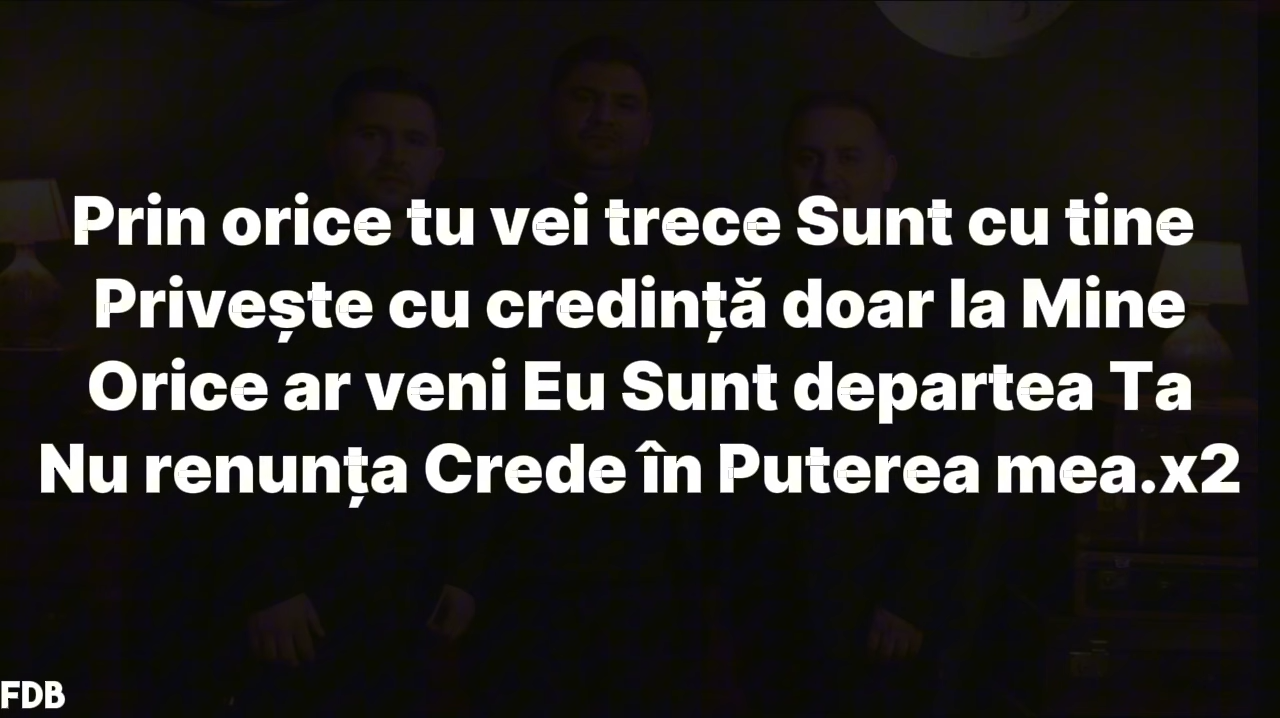 Prin orice tu vei trece Sunt cu tine
Privește cu credință doar la Mine
Orice ar veni Eu Sunt departea Ta
Nu renunța Crede în Puterea mea.x2
FDB